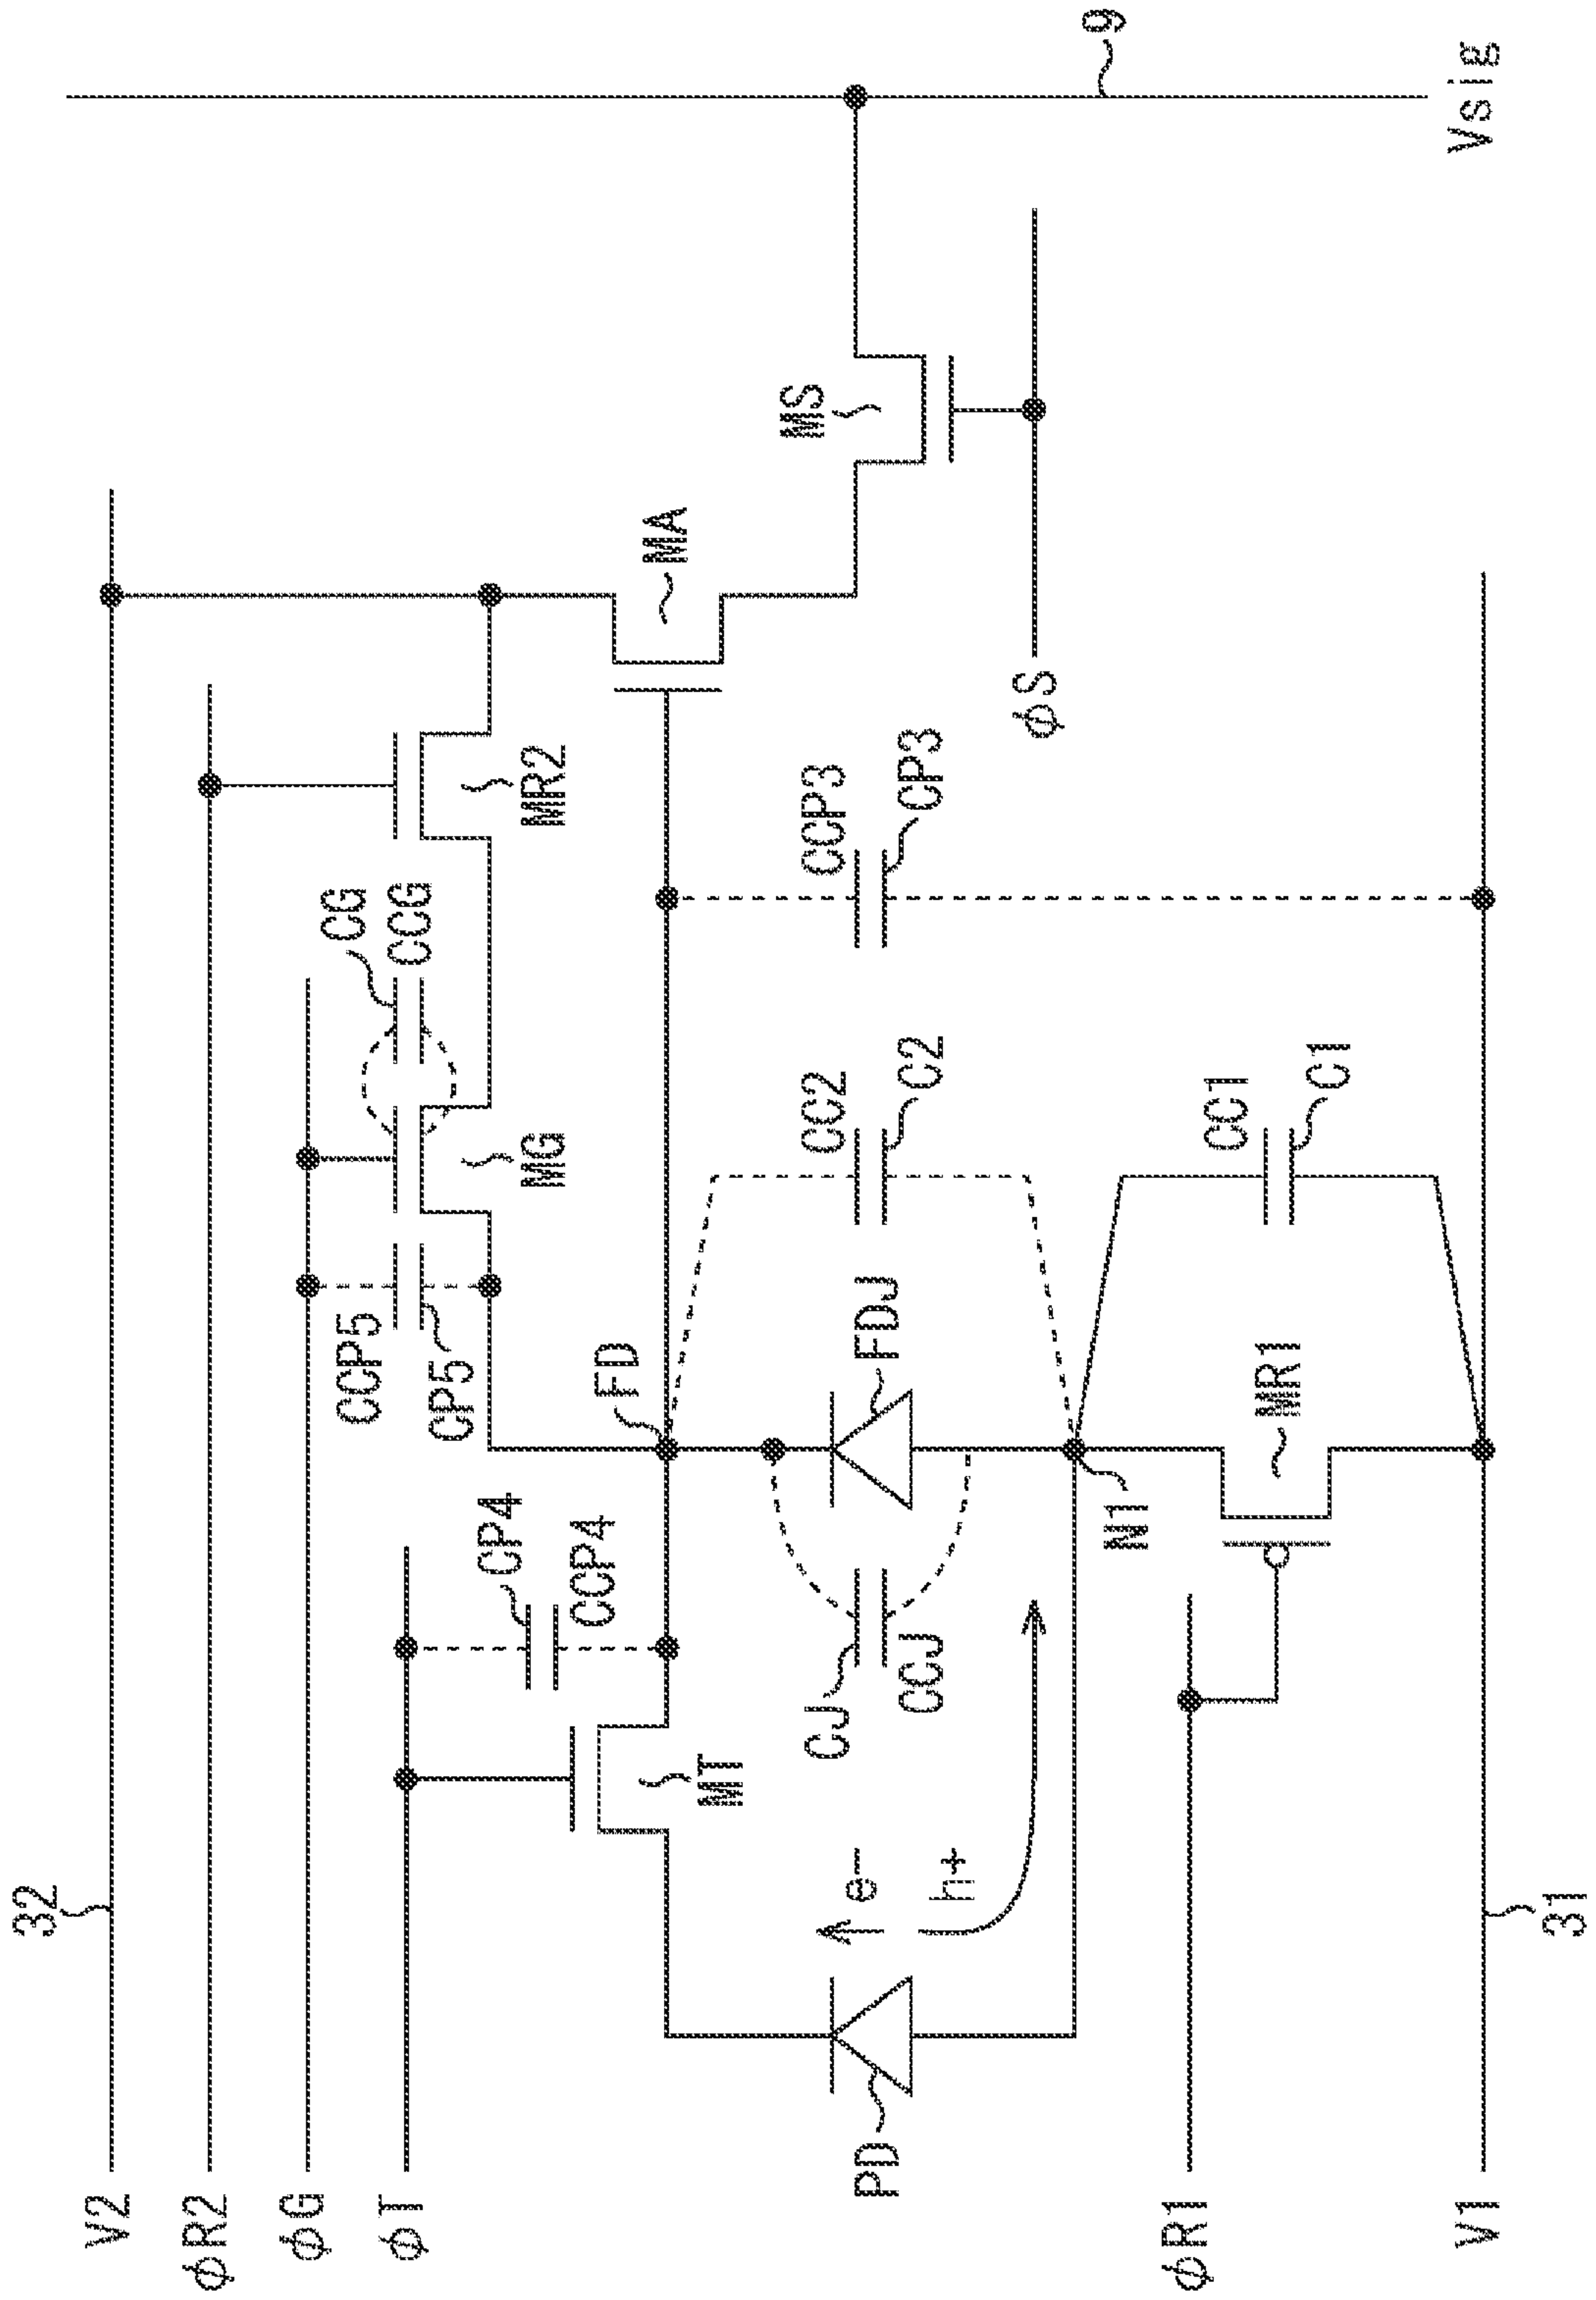 V2
32
φR2
φG
φT
CP4
CCP4
CCP5
CP5
MG
CG
CCG
MR2
FD
MT
MA
MS
9
Vsig
PD
e−
h+
CJ
CCJ
FDJ
CC2
C2
CCP3
CP3
φS
N1
φR1
MR1
CC1
C1
V1
31